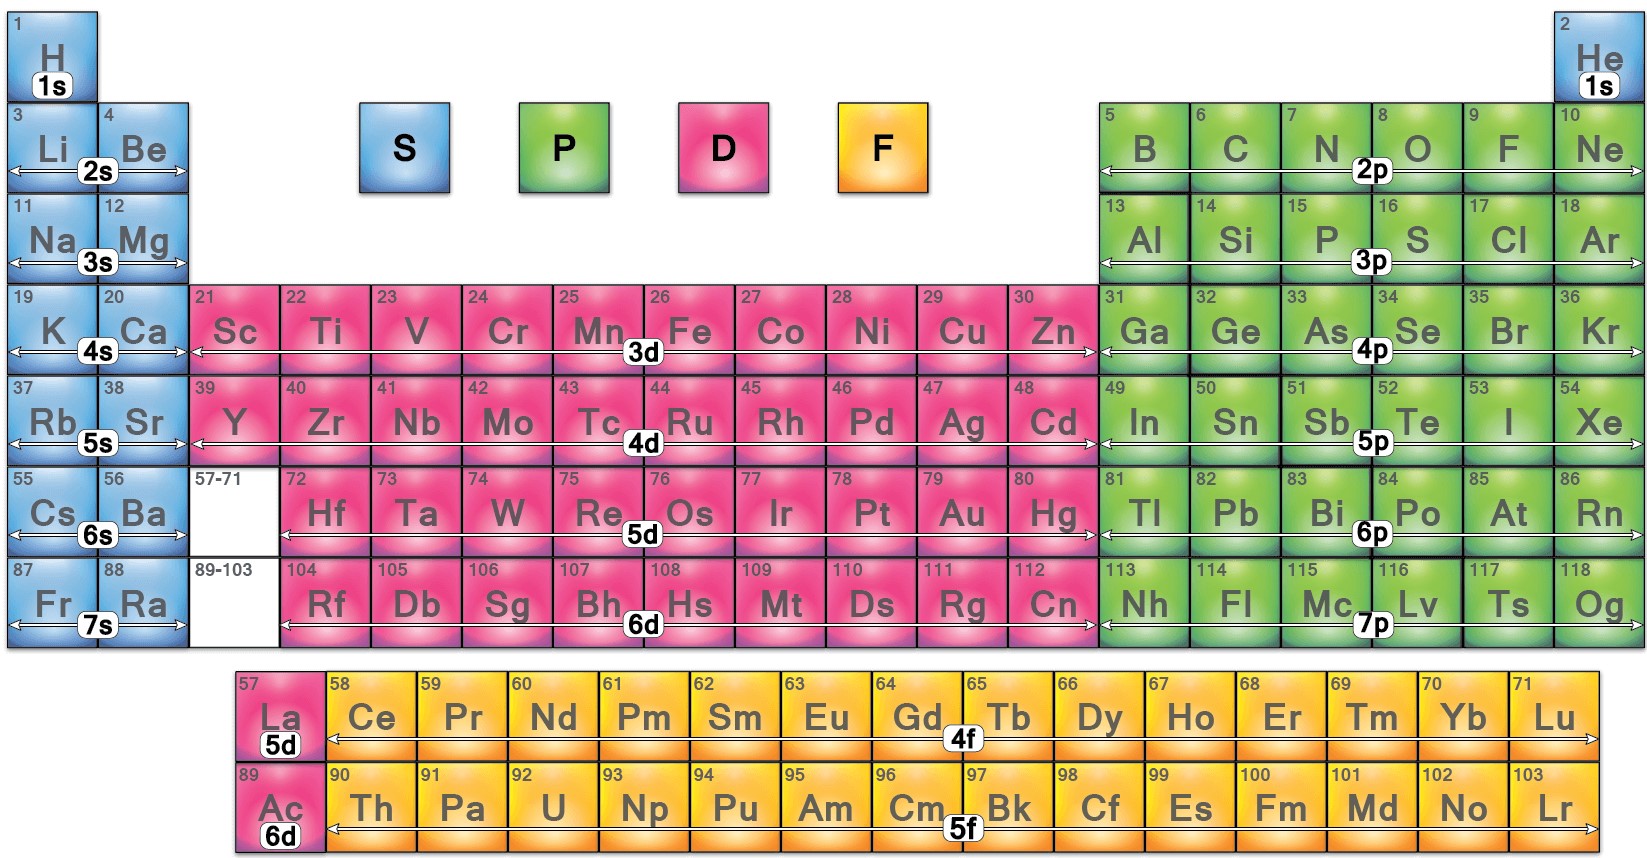 1 2
H He
1s 1s
3 4 5 6 7 8 9 10
Li Be S P D F B C N O F Ne
2s 2p
11 12 13 14 15 16 17 18
Na Mg Al Si P S Cl Ar
3s 3p
19 20 21 22 23 24 25 26 27 28 29 30 31 32 33 34 35 36
K Ca Sc Ti V Cr Mn Fe Co Ni Cu Zn Ga Ge As Se Br Kr
4s 3d 4p
37 38 39 40 41 42 43 44 45 46 47 48 49 50 51 52 53 54
Rb Sr Y Zr Nb Mo Tc Ru Rh Pd Ag Cd In Sn Sb Te I Xe
5s 4d 5p
55 56 57-71 72 73 74 75 76 77 78 79 80 81 82 83 84 85 86
Cs Ba Hf Ta W Re Os Ir Pt Au Hg Tl Pb Bi Po At Rn
6s 5d 6p
87 88 89-103 104 105 106 107 108 109 110 111 112 113 114 115 116 117 118
Fr Ra Rf Db Sg Bh Hs Mt Ds Rg Cn Nh Fl Mc Lv Ts Og
7s 6d 7p
57 58 59 60 61 62 63 64 65 66 67 68 69 70 71
La Ce Pr Nd Pm Sm Eu Gd Tb Dy Ho Er Tm Yb Lu
5d 4f
89 90 91 92 93 94 95 96 97 98 99 100 101 102 103
Ac Th Pa U Np Pu Am Cm Bk Cf Es Fm Md No Lr
6d 5f